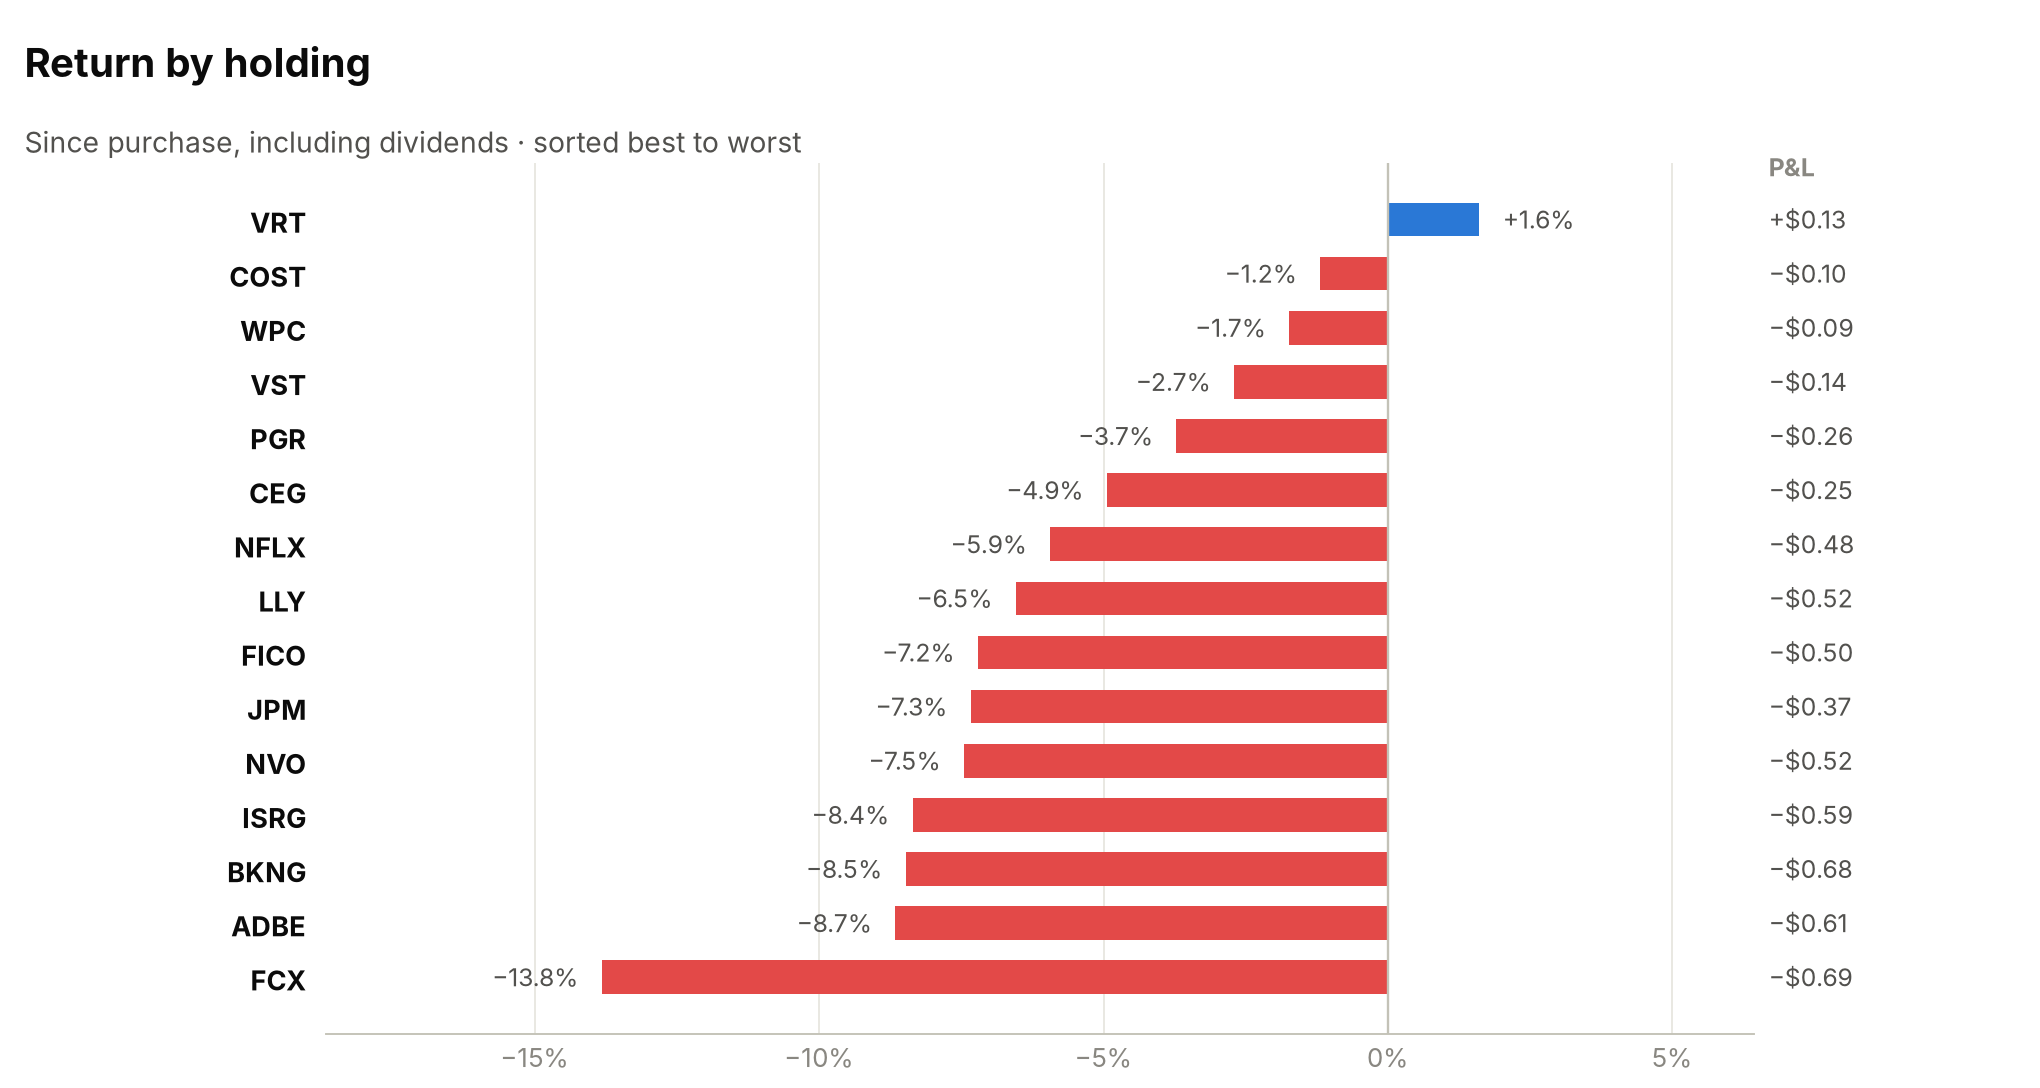 Return by holding
Since purchase, including dividends · sorted best to worst
P&L
VRT +1.6% +$0.13
COST −1.2% −$0.10
WPC −1.7% −$0.09
VST −2.7% −$0.14
PGR −3.7% −$0.26
CEG −4.9% −$0.25
NFLX −5.9% −$0.48
LLY −6.5% −$0.52
FICO −7.2% −$0.50
JPM −7.3% −$0.37
NVO −7.5% −$0.52
ISRG −8.4% −$0.59
BKNG −8.5% −$0.68
ADBE −8.7% −$0.61
FCX −13.8% −$0.69
−15% −10% −5% 0% 5%